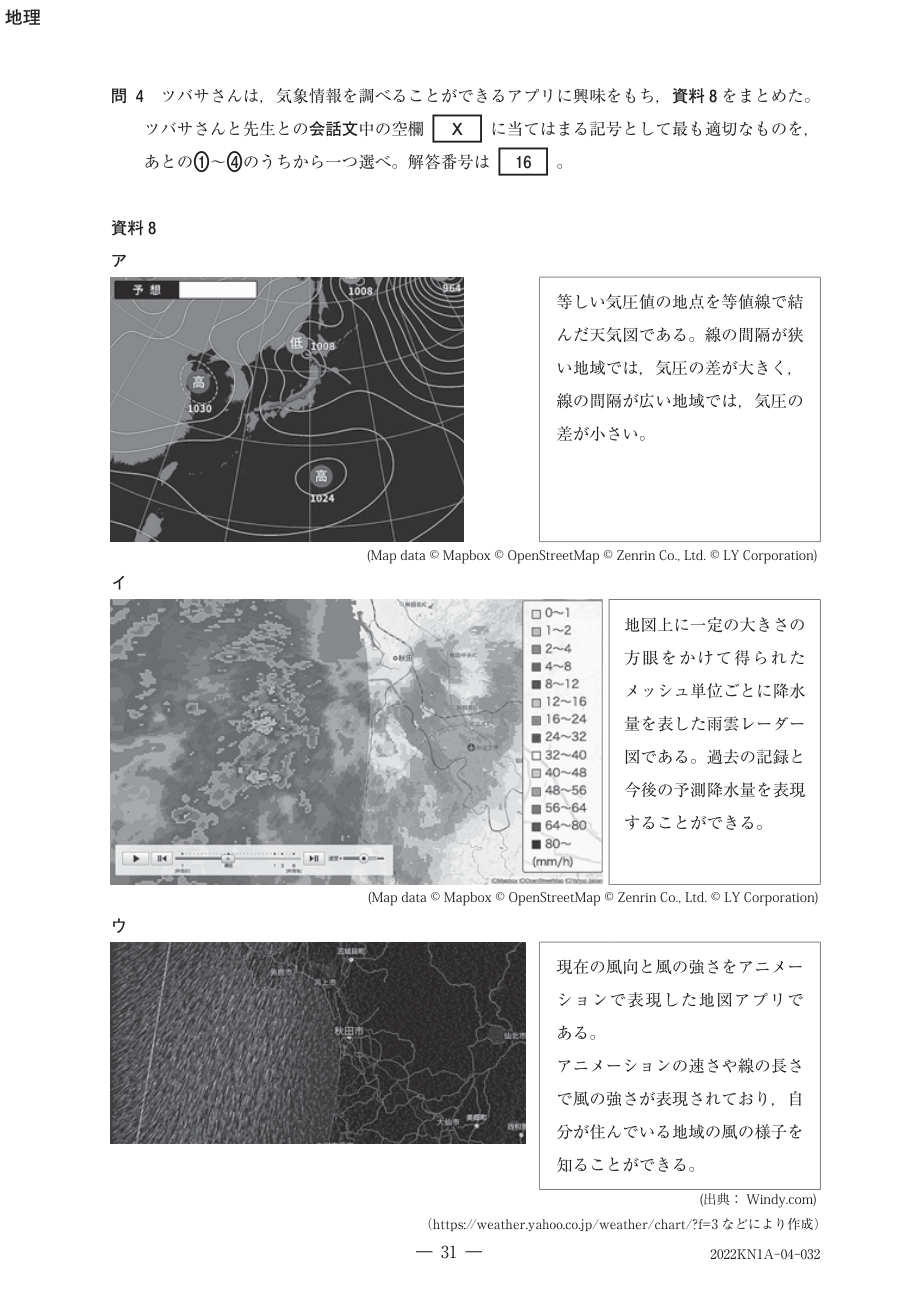 地理
問 4　ツバサさんは，気象情報を調べることができるアプリに興味をもち，資料 8 をまとめた。
ツバサさんと先生との会話文中の空欄 X に当てはまる記号として最も適切なものを，
あとの①～④のうちから一つ選べ。解答番号は 16 。
資料 8
ア
予 想
1008
964
低 1008
高
1030
高
1024
等しい気圧値の地点を等値線で結
んだ天気図である。線の間隔が狭
い地域では，気圧の差が大きく，
線の間隔が広い地域では，気圧の
差が小さい。
(Map data © Mapbox © OpenStreetMap © Zenrin Co., Ltd. © LY Corporation)
イ
秋田
0～1
1～2
2～4
4～8
8～12
12～16
16～24
24～32
32～40
40～48
48～56
56～64
64～80
80～
(mm/h)
地図上に一定の大きさの
方眼をかけて得られた
メッシュ単位ごとに降水
量を表した雨雲レーダー
図である。過去の記録と
今後の予測降水量を表現
することができる。
(Map data © Mapbox © OpenStreetMap © Zenrin Co., Ltd. © LY Corporation)
ウ
五城目町
男鹿市
潟上市
秋田市
仙北市
大仙市
美郷町
現在の風向と風の強さをアニメー
ションで表現した地図アプリで
ある。
アニメーションの速さや線の長さ
で風の強さが表現されており，自
分が住んでいる地域の風の様子を
知ることができる。
(出典： Windy.com)
（https://weather.yahoo.co.jp/weather/chart/?f=3 などにより作成）
— 31 —
2022KN1A-04-032